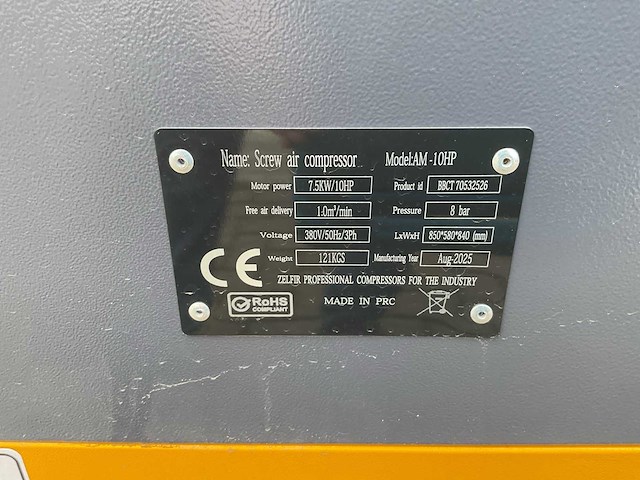 Name: Screw air compressor Model:AM-10HP
Motor power 7.5KW/10HP Product id BBCT70532526
Free air delivery 1.0m³/min Pressure 8 bar
Voltage 380V/50Hz/3Ph LxWxH 850*580*840 (mm)
Weight 121KGS Manufacturing Year Aug-2025
CE ZELFIR PROFESSIONAL COMPRESSORS FOR THE INDUSTRY
RoHS
COMPLIANT
MADE IN PRC